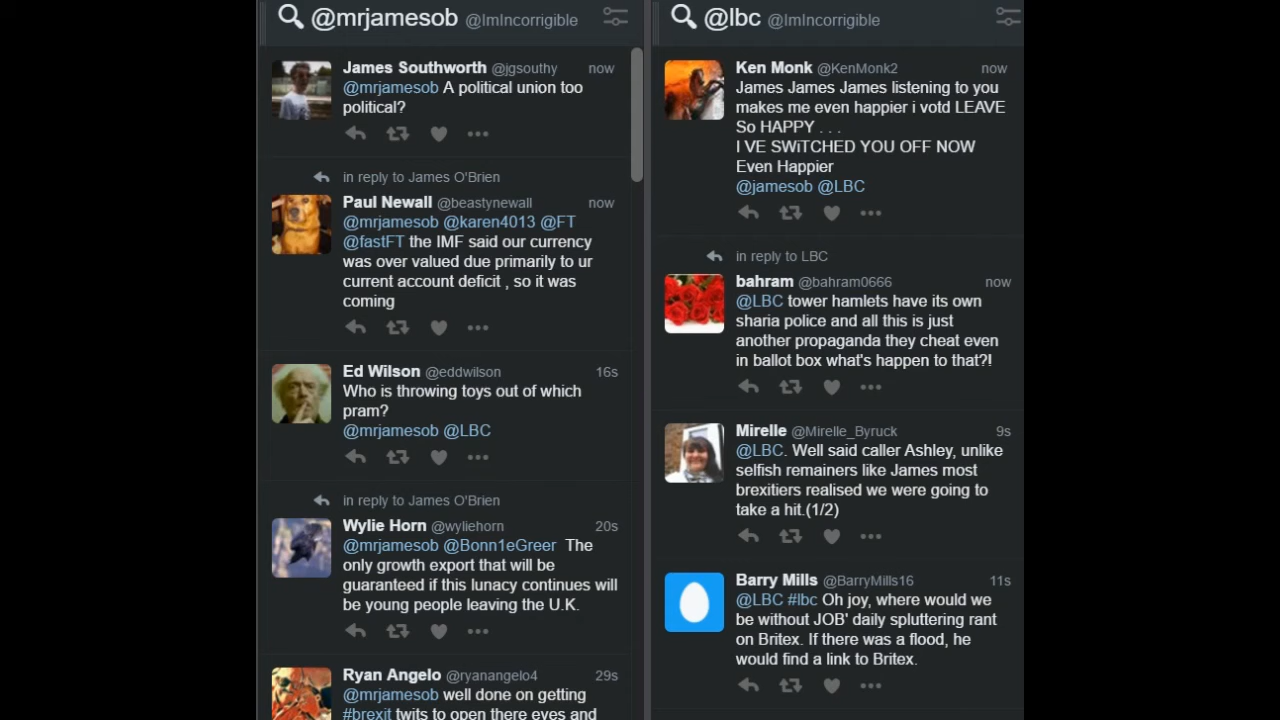 @mrjamesob @ImIncorrigible
James Southworth @jgsouthy now
@mrjamesob A political union too
political?
in reply to James O'Brien
Paul Newall @beastynewall now
@mrjamesob @karen4013 @FT
@fastFT the IMF said our currency
was over valued due primarily to ur
current account deficit , so it was
coming
Ed Wilson @eddwilson 16s
Who is throwing toys out of which
pram?
@mrjamesob @LBC
in reply to James O'Brien
Wylie Horn @wyliehorn 20s
@mrjamesob @Bonn1eGreer The
only growth export that will be
guaranteed if this lunacy continues will
be young people leaving the U.K.
Ryan Angelo @ryanangelo4 29s
@mrjamesob well done on getting
#brexit twits to open there eyes and
@lbc @ImIncorrigible
Ken Monk @KenMonk2 now
James James James listening to you
makes me even happier i votd LEAVE
So HAPPY . . .
I VE SWiTCHED YOU OFF NOW
Even Happier
@jamesob @LBC
in reply to LBC
bahram @bahram0666 now
@LBC tower hamlets have its own
sharia police and all this is just
another propaganda they cheat even
in ballot box what's happen to that?!
Mirelle @Mirelle_Byruck 9s
@LBC. Well said caller Ashley, unlike
selfish remainers like James most
brexitiers realised we were going to
take a hit.(1/2)
Barry Mills @BarryMills16 11s
@LBC #lbc Oh joy, where would we
be without JOB' daily spluttering rant
on Britex. If there was a flood, he
would find a link to Britex.